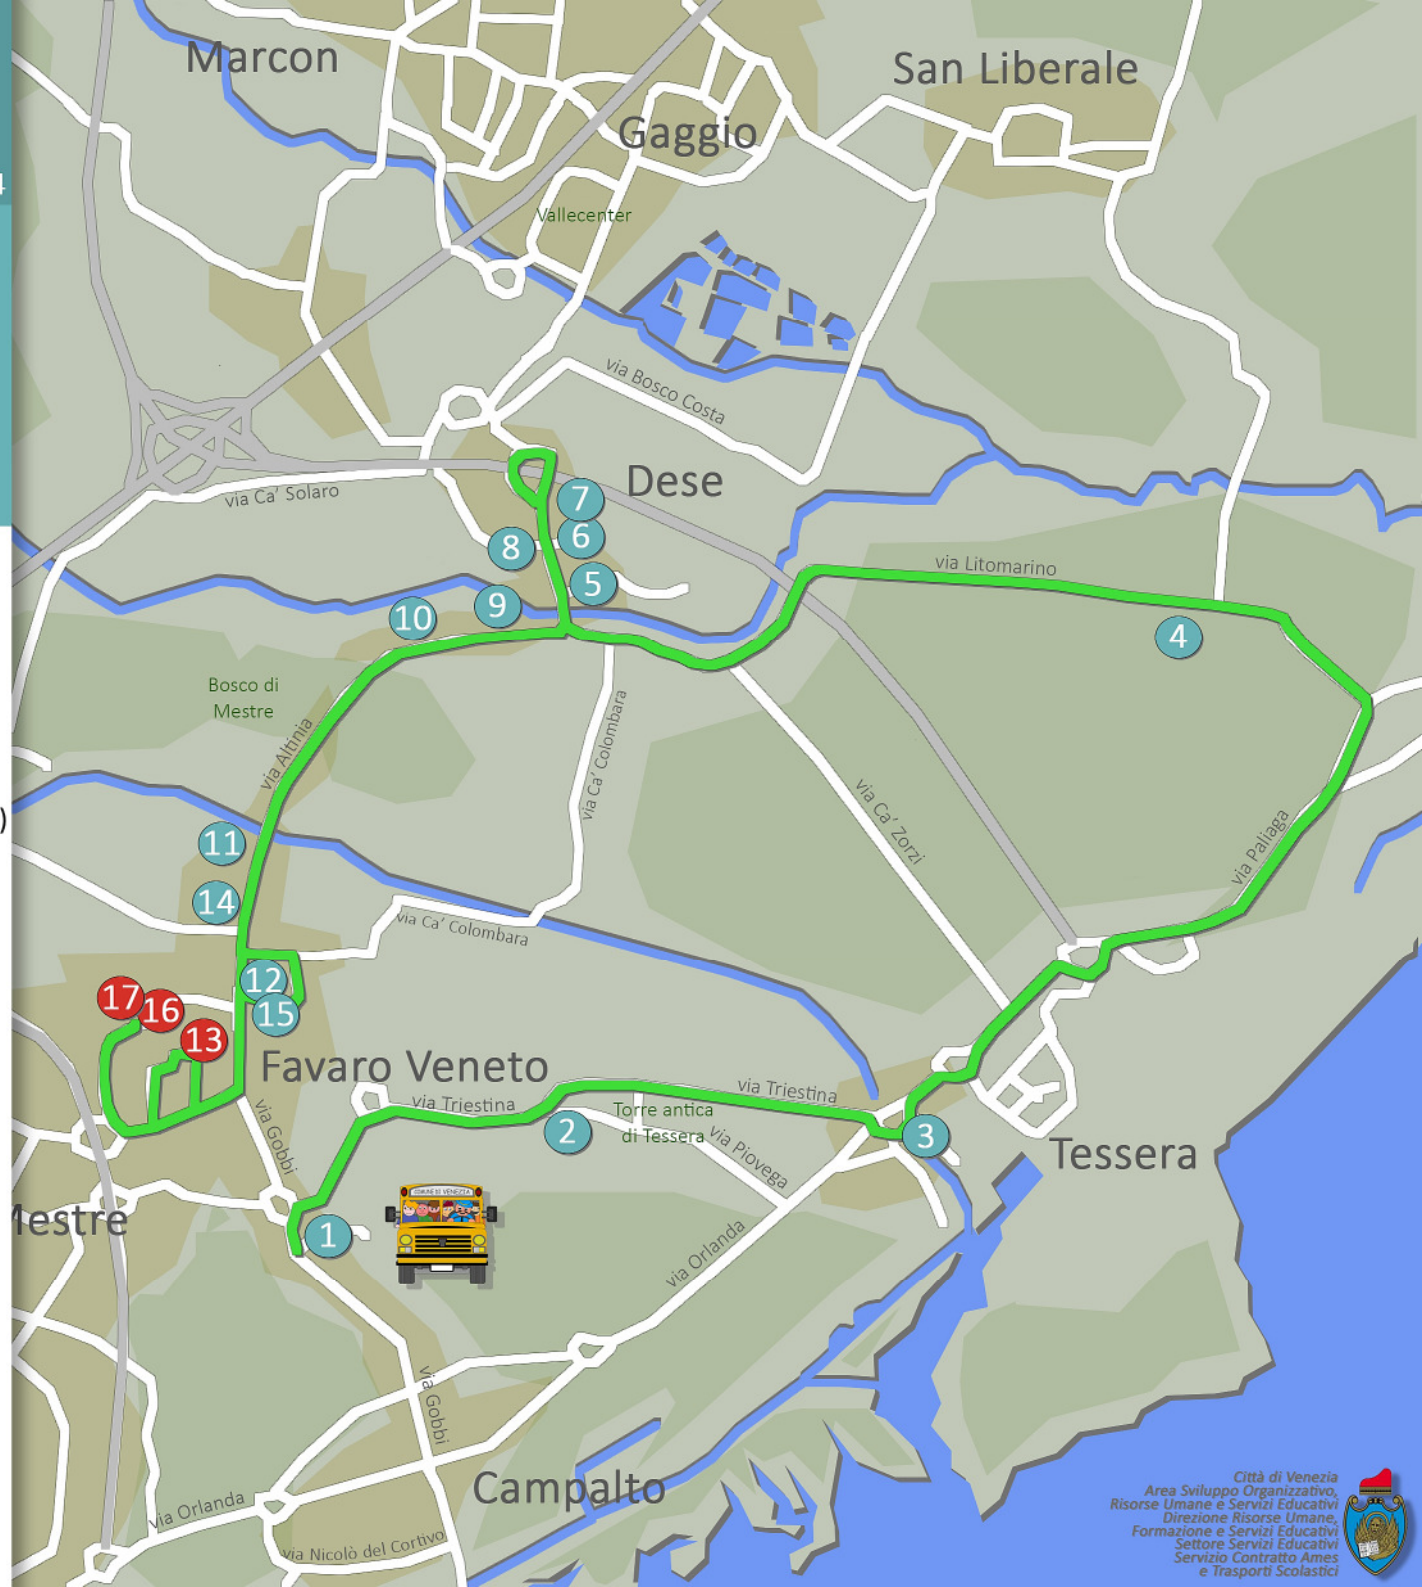 Marcon
San Liberale
Gaggio
4
Vallecenter
via Bosco Costa
Dese
via Ca' Solaro
7
6
8
5
via Litomarino
9
10
4
Bosco di
Mestre
via Altinia
via Ca' Colombara
via Ca' Zorzi
)
11
via Paliaga
14
via Ca' Colombara
12
17
16
15
13
Favaro Veneto
via Triestina
via Triestina
Torre antica
di Tessera
via Gobbi
2
3
via Piovega
Tessera
Mestre
COMUNE DI VENEZIA
1
via Orlanda
via Gobbi
Campalto
via Orlanda
via Nicolò del Cortivo
Città di Venezia
Area Sviluppo Organizzativo,
Risorse Umane e Servizi Educativi
Direzione Risorse Umane,
Formazione e Servizi Educativi
Settore Servizi Educativi
Servizio Contratto Ames
e Trasporti Scolastici